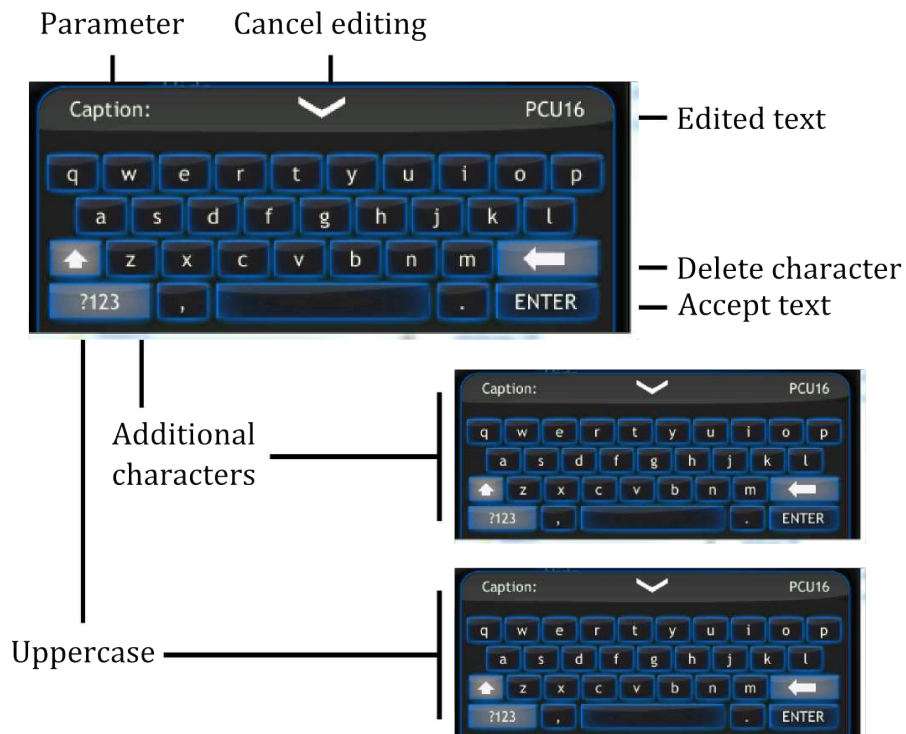 Parameter Cancel editing
Caption: PCU16
Edited text
q w e r t y u i o p
a s d f g h j k l
z x c v b n m
Delete character
?123 , . ENTER
Accept text
Additional
characters
Caption: PCU16
q w e r t y u i o p
a s d f g h j k l
z x c v b n m
?123 , . ENTER
Uppercase
Caption: PCU16
q w e r t y u i o p
a s d f g h j k l
z x c v b n m
?123 , . ENTER